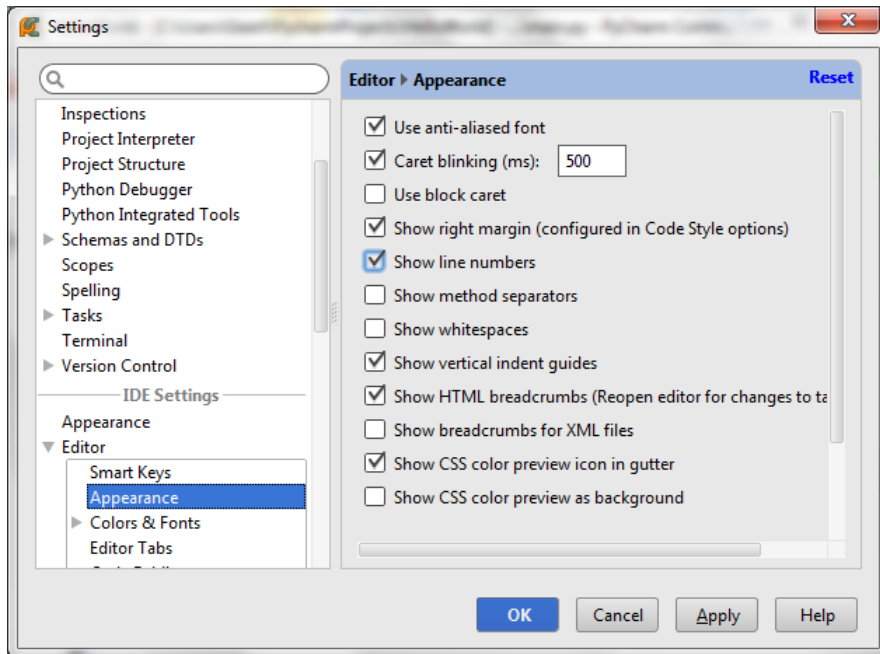 Settings
Inspections
Project Interpreter
Project Structure
Python Debugger
Python Integrated Tools
Schemas and DTDs
Scopes
Spelling
Tasks
Terminal
Version Control
IDE Settings
Appearance
Editor
Smart Keys
Appearance
Colors & Fonts
Editor Tabs
Editor Appearance
Reset
Use anti-aliased font
Caret blinking (ms): 500
Use block caret
Show right margin (configured in Code Style options)
Show line numbers
Show method separators
Show whitespaces
Show vertical indent guides
Show HTML breadcrumbs (Reopen editor for changes to ta
Show breadcrumbs for XML files
Show CSS color preview icon in gutter
Show CSS color preview as background
OK Cancel Apply Help